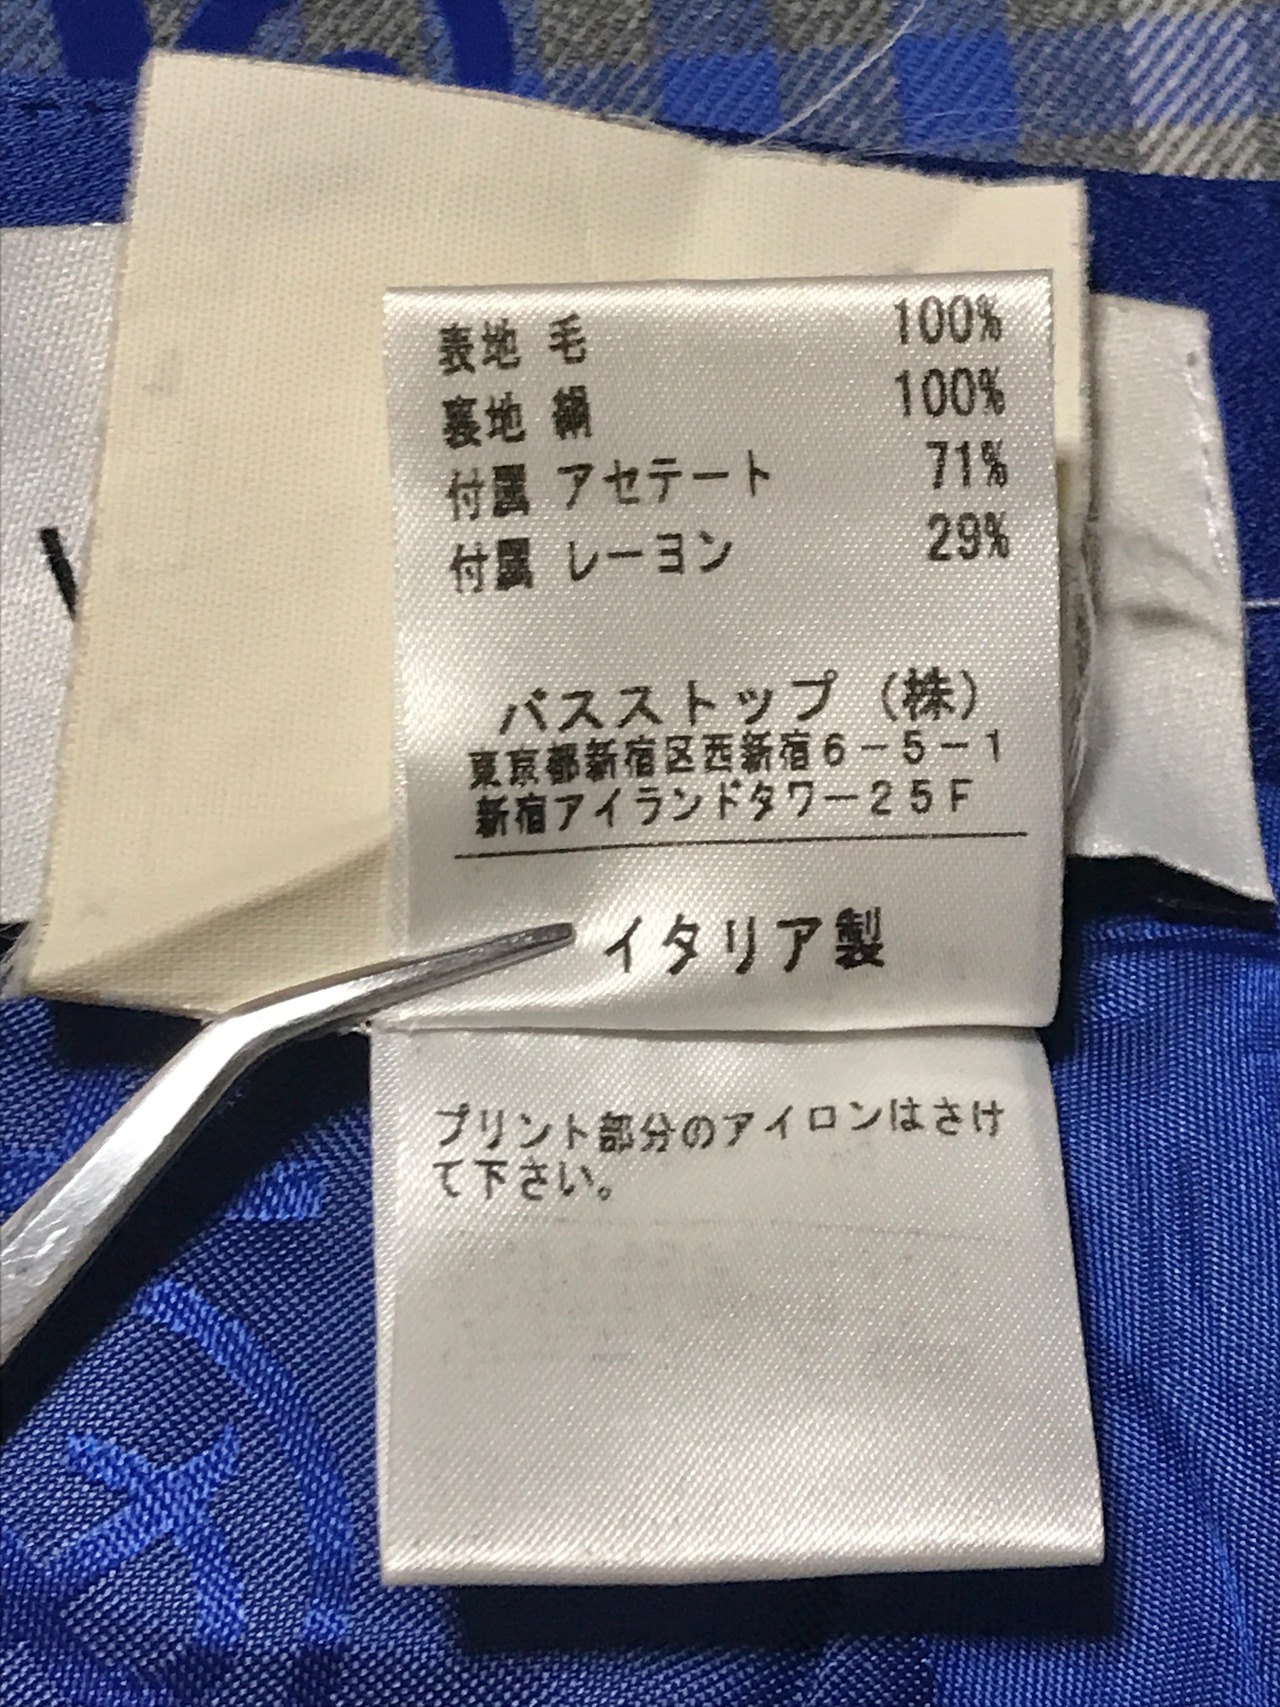 表地 毛 100%
裏地 絹 100%
付属 アセテート 71%
付属 レーヨン 29%
バスストップ (株)
東京都新宿区西新宿6-5-1
新宿アイランドタワー25F
イタリア製
プリント部分のアイロンはさけ
て下さい。